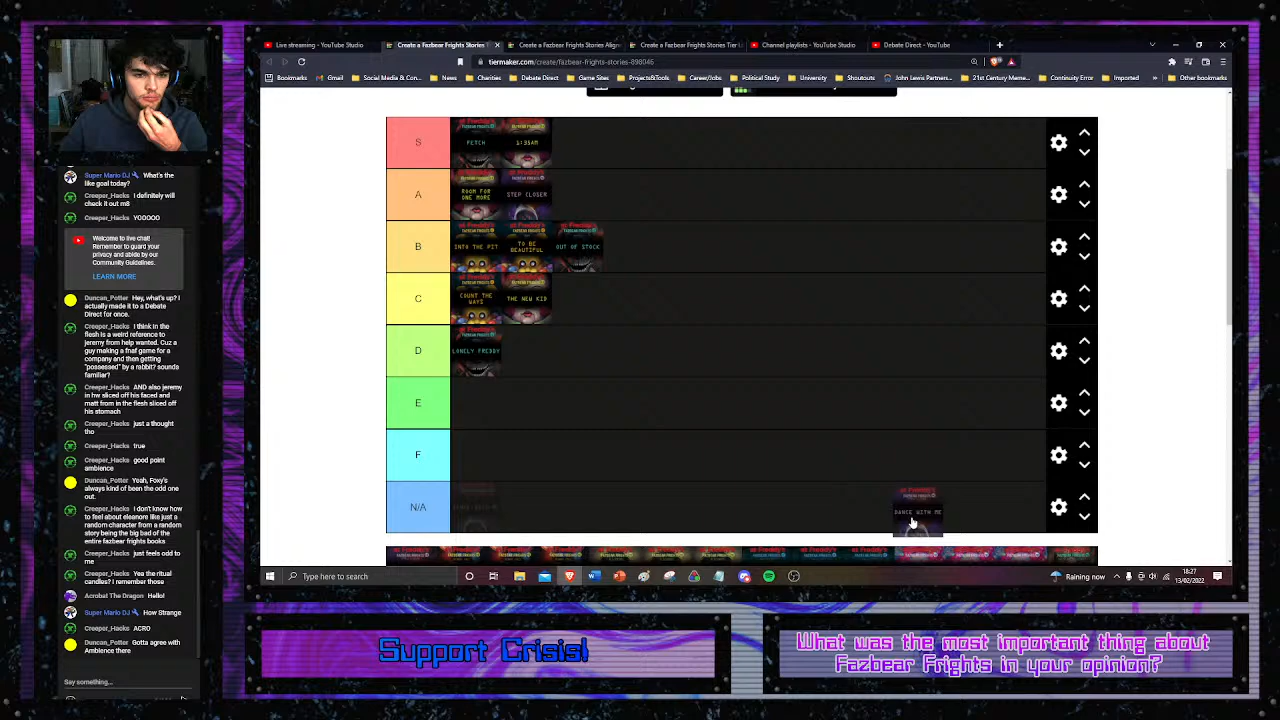 Live streaming - YouTube Studio
Create a Fazbear Frights Stories T
Create a Fazbear Frights Stories Align
Create a Fazbear Frights Stories Tier L
Channel playlists - YouTube Studio
Debate Direct - YouTube
tiermaker.com/create/fazbear-frights-stories-898046
Bookmarks
Gmail
Social Media & Con...
News
Charities
Debate Direct
Game Sites
Projects&Tools
Career/Jobs
Political Study
University
Shoutouts
John Lewis Partners...
21st Century Mema...
Continuity Error
Imported
Other Bookmarks
S
FETCH
1:35AM
A
ROOM FOR
ONE MORE
STEP CLOSER
B
INTO THE PIT
TO BE
BEAUTIFUL
OUT OF STOCK
C
COUNT THE
WAYS
THE NEW KID
D
LONELY FREDDY
E
F
N/A
DANCE WITH ME
Super Mario DJ What's the
like goal today?
Creeper_Hacks I definitely will
check it out m8
Creeper_Hacks YOOOOO
Welcome to live chat!
Remember to guard your
privacy and abide by our
Community Guidelines.
LEARN MORE
Duncan_Potter Hey, what's up? I
actually made it to a Debate
Direct for once.
Creeper_Hacks I think in the
flesh is a weird reference to
jeremy from help wanted. Cuz a
guy making a fnaf game for a
company and then getting
"possessed" by a rabbit? sounds
fimiliar?
Creeper_Hacks AND also jeremy
in hw sliced off his faced and
matt from in the flesh sliced off
his stomach
Creeper_Hacks just a thought
tho
Creeper_Hacks true
Creeper_Hacks good point
ambience
Duncan_Potter Yeah, Foxy's
always kind of been the odd one
out.
Creeper_Hacks I don't know how
to feel about eleanore like just a
random character from a random
story being the big bad of the
entire fazbear frights books
Creeper_Hacks just feels odd to
me
Creeper_Hacks Yea the ritual
candles? I remember those
Acrobat The Dragon Hello!
Super Mario DJ How Strange
Creeper_Hacks ACRO
Duncan_Potter Gotta agree with
Ambience there
Say something...
Type here to search
Raining now
18:27
13/02/2022
Support Crisis!
What was the most important thing about
Fazbear Frights in your opinion?